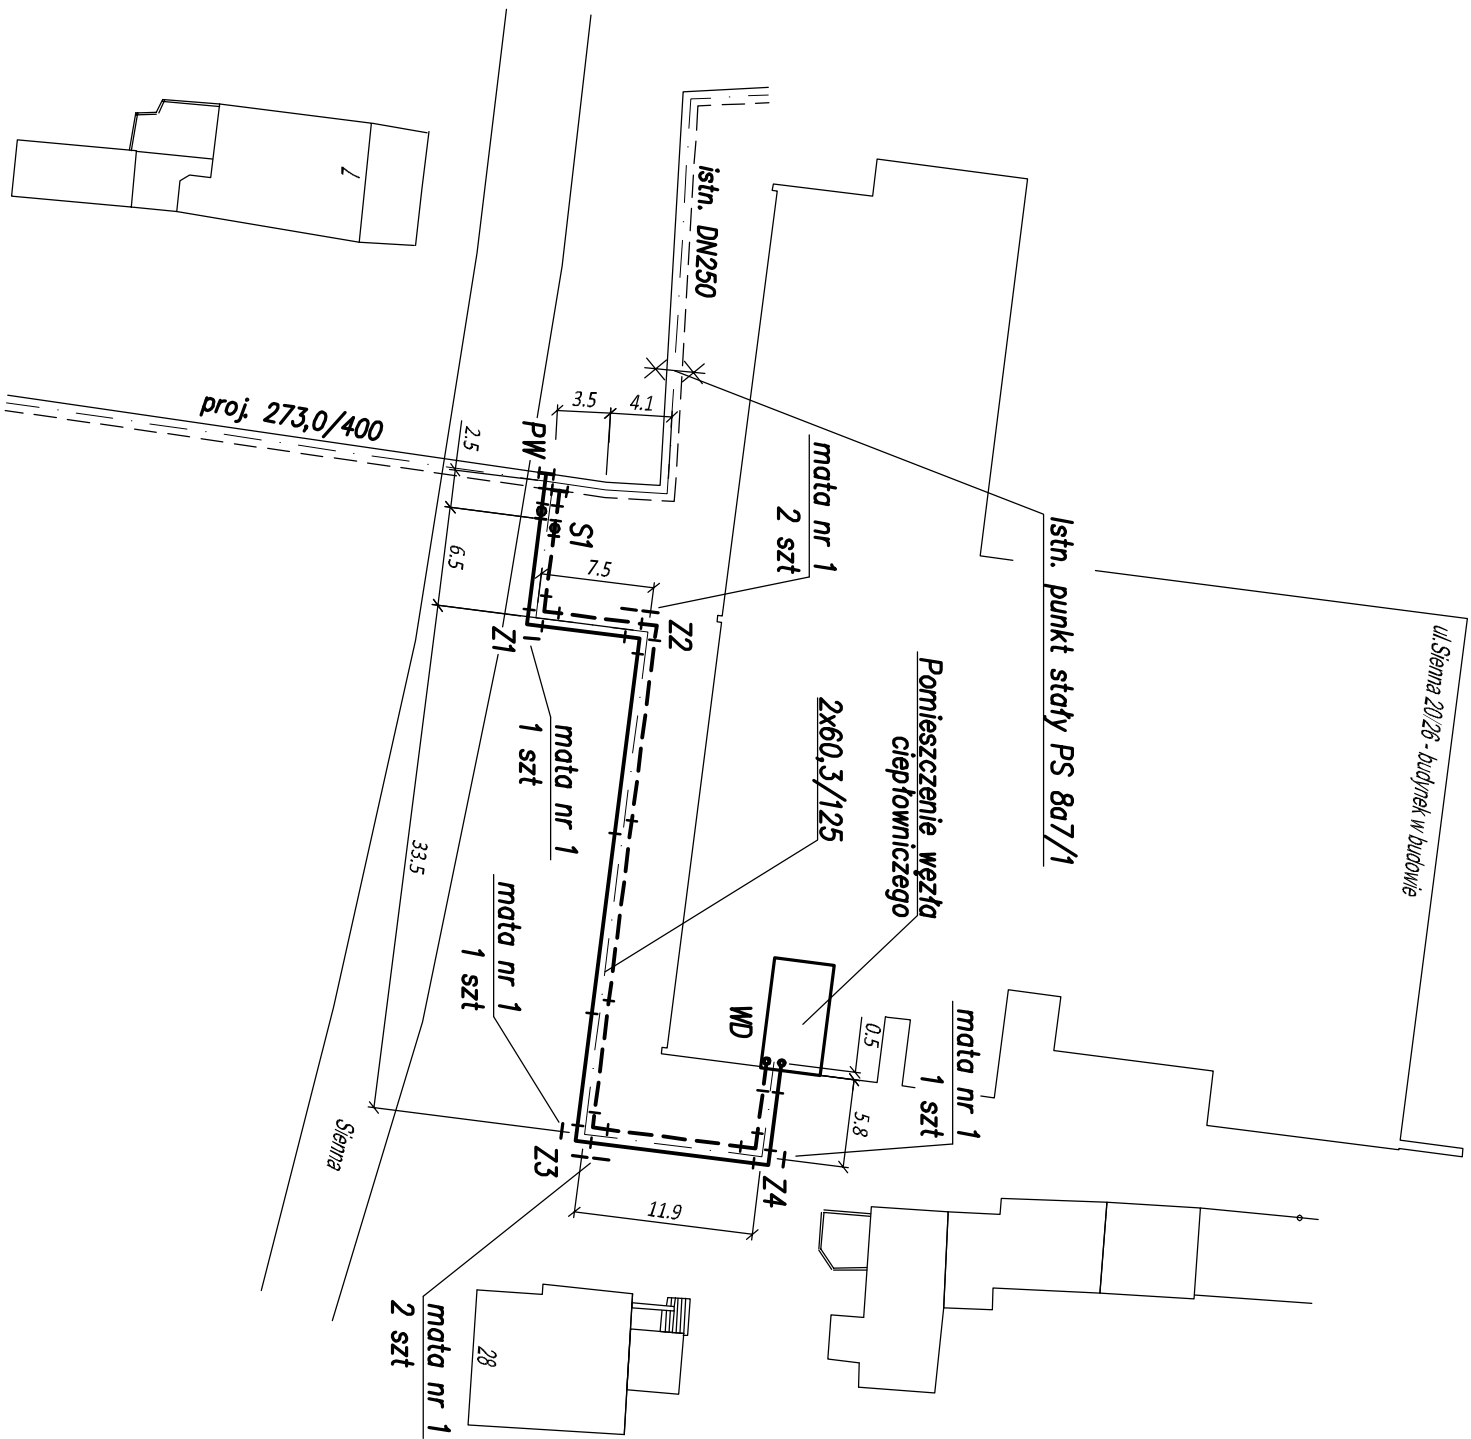 7
istn. DN250
proj. 273,0/400
3.5
4.1
2.5
PW
S1
6.5
7.5
mata nr 1
2 szt
Z1
Z2
Istn. punkt stały PS 8a7/1
ul.Sienna 20/26 - budynek w budowie
Pomieszczenie węzła
ciepłowniczego
2x60,3/125
mata nr 1
1 szt
33.5
mata nr 1
1 szt
WD
0.5
mata nr 1
1 szt
5.8
Sienna
Z3
Z4
11.9
mata nr 1
2 szt
28